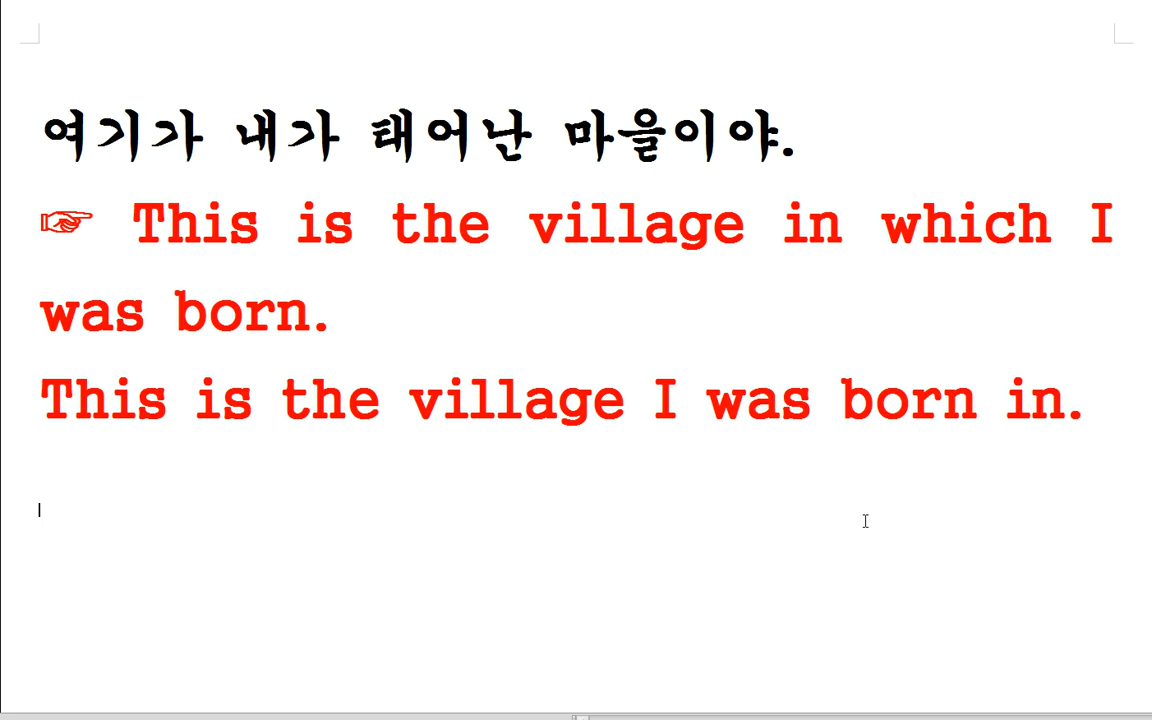 여기가 내가 태어난 마을이야.
☞ This is the village in which I
was born.
This is the village I was born in.